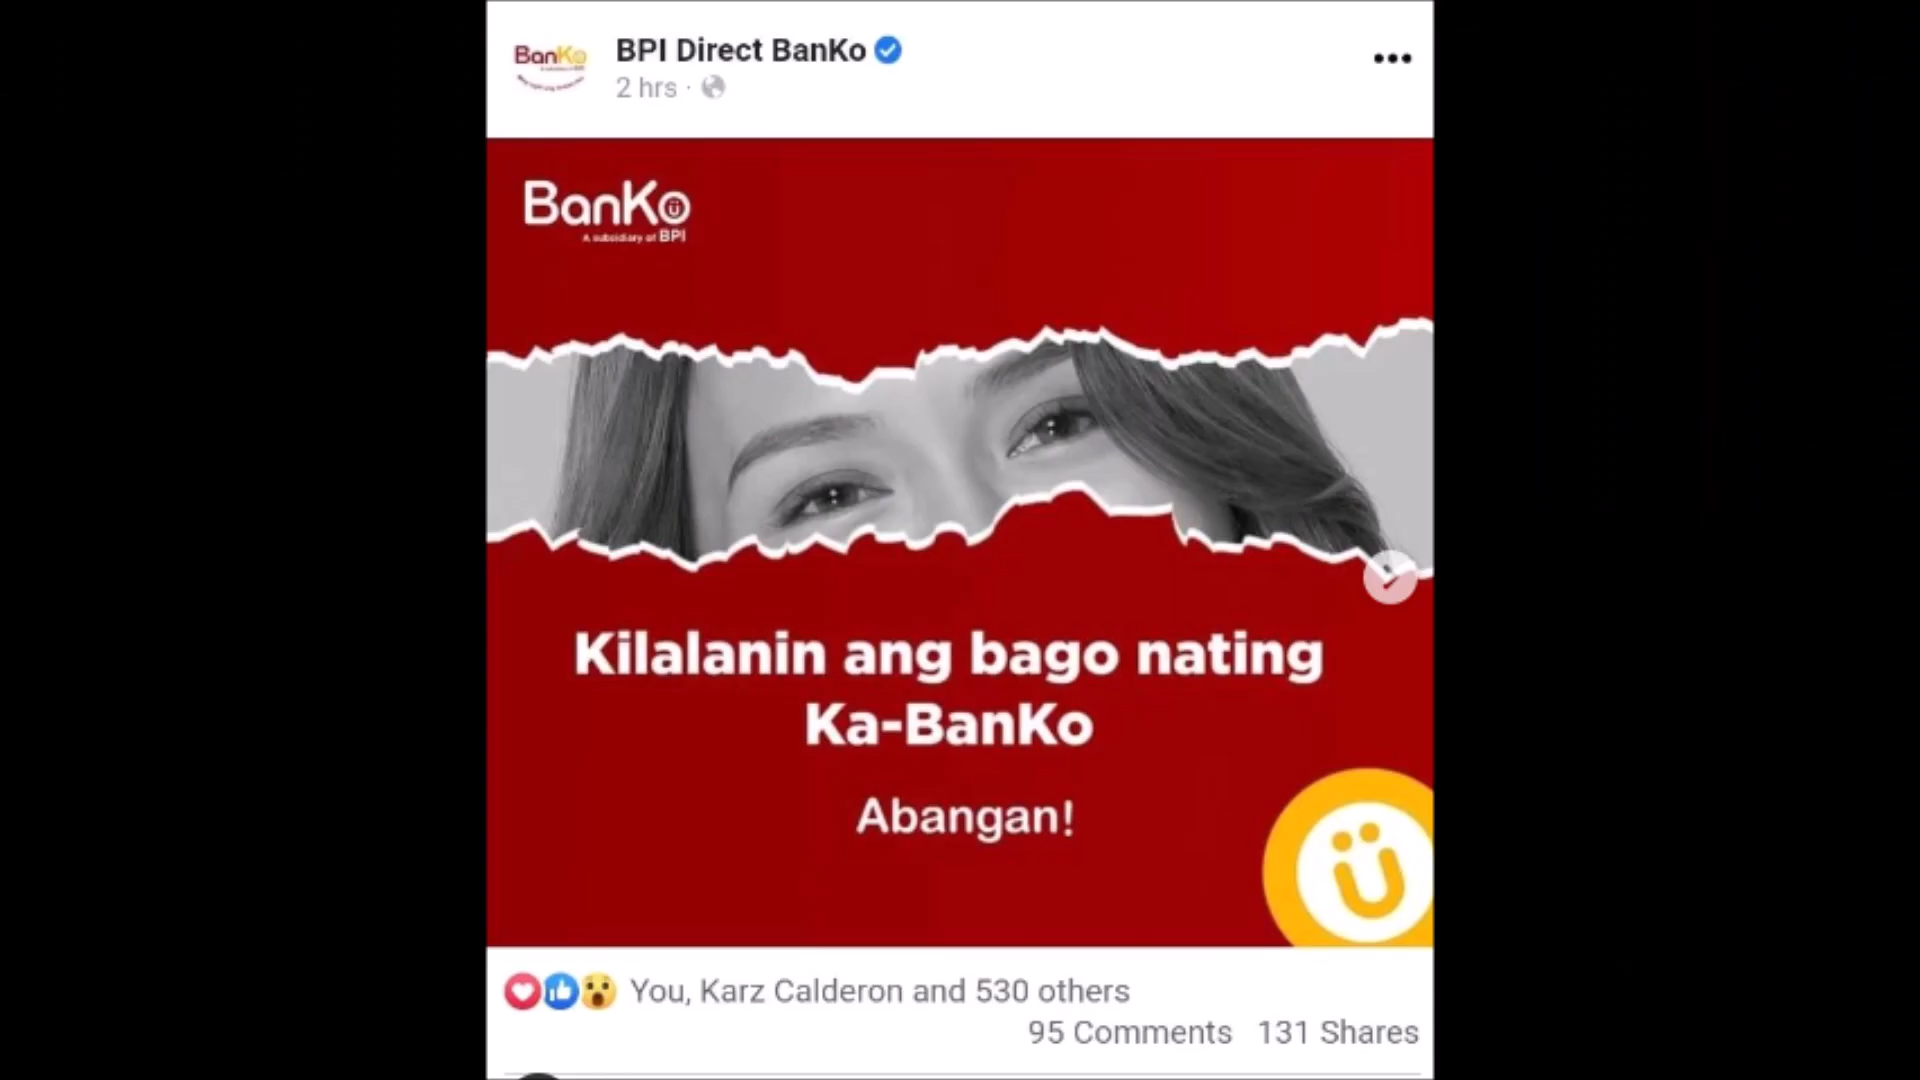 BanKo
BPI Direct BanKo
2 hrs
BanKo
A subsidiary of BPI
Kilalanin ang bago nating
Ka-BanKo
Abangan!
You, Karz Calderon and 530 others
95 Comments 131 Shares